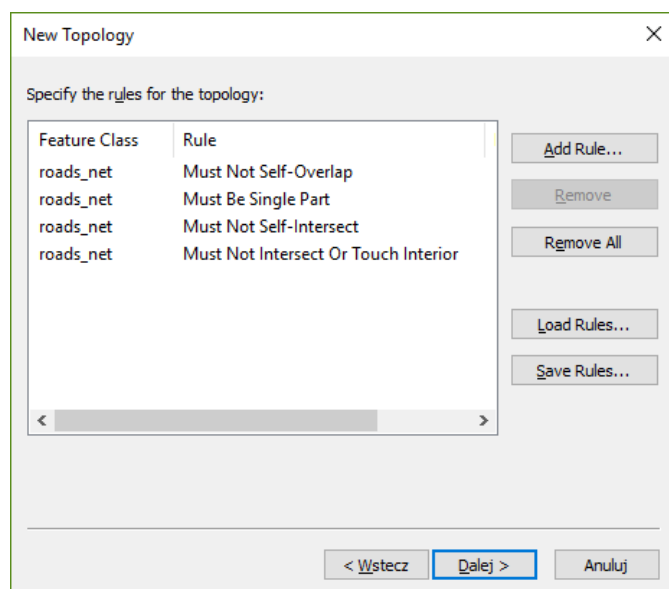 New Topology
Specify the rules for the topology:
Feature Class Rule
roads_net Must Not Self-Overlap
roads_net Must Be Single Part
roads_net Must Not Self-Intersect
roads_net Must Not Intersect Or Touch Interior
Add Rule...
Remove
Remove All
Load Rules...
Save Rules...
< Wstecz Dalej > Anuluj